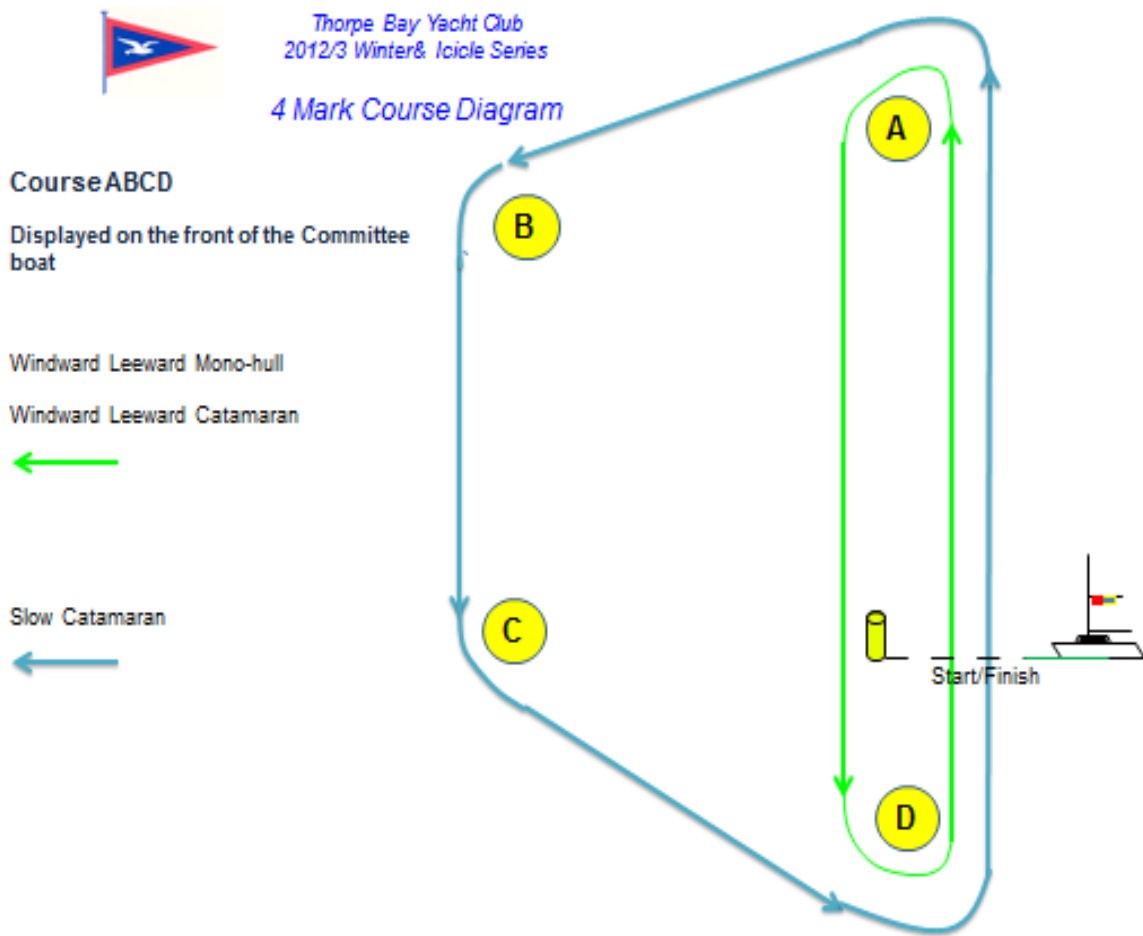 Thorpe Bay Yacht Club
2012/3 Winter& Icicle Series
4 Mark Course Diagram
A
Course ABCD
B
Displayed on the front of the Committee
boat
Windward Leeward Mono-hull
Windward Leeward Catamaran
Slow Catamaran
C
Start/Finish
D